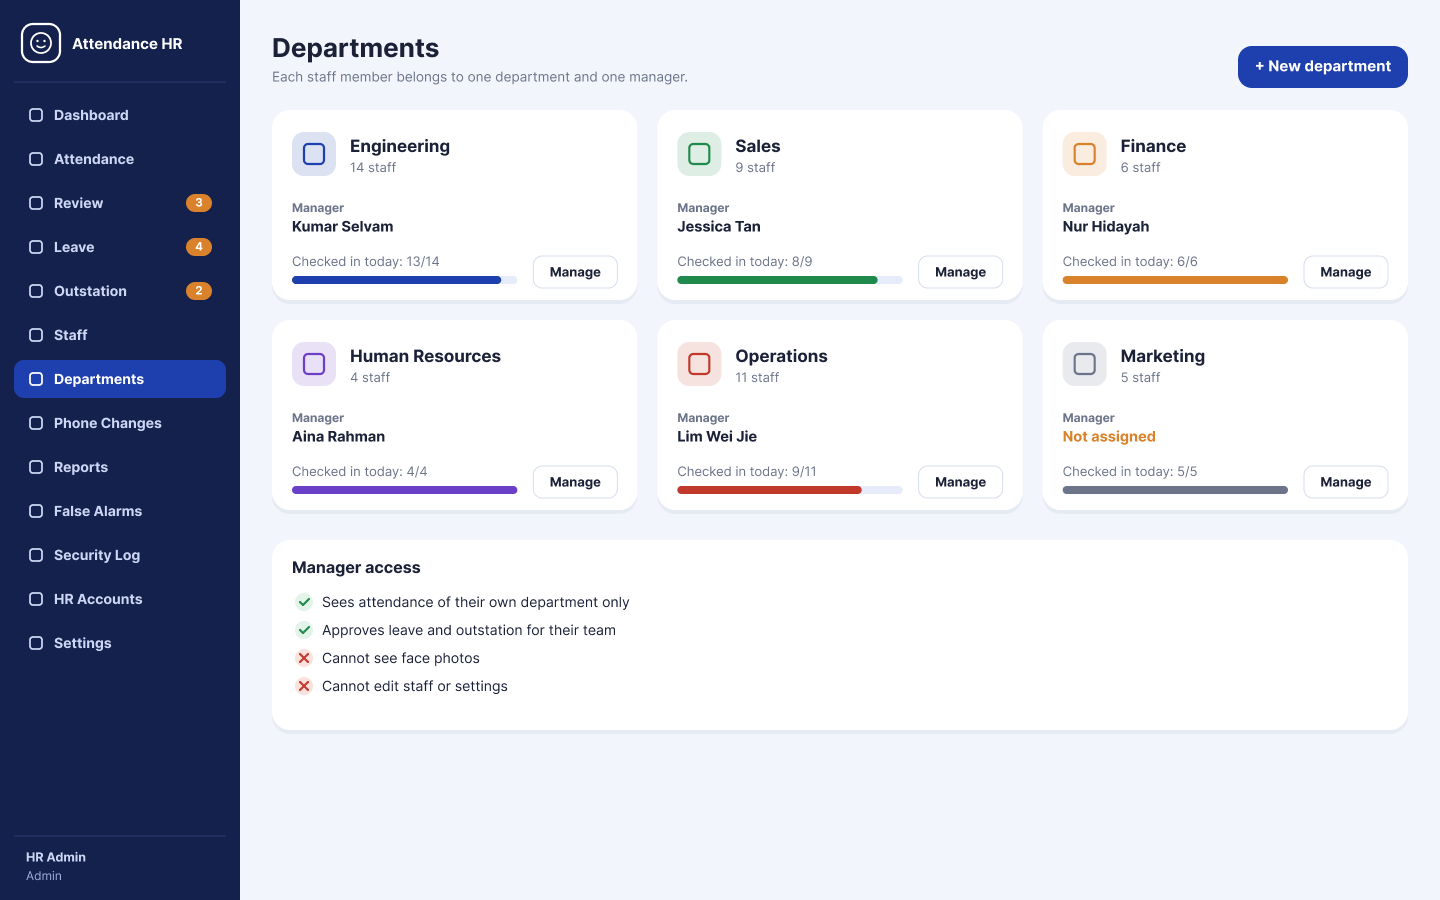 Attendance HR
Dashboard
Attendance
Review 3
Leave 4
Outstation 2
Staff
Departments
Phone Changes
Reports
False Alarms
Security Log
HR Accounts
Settings
HR Admin
Admin
Departments
Each staff member belongs to one department and one manager.
+ New department
Engineering
14 staff
Manager
Kumar Selvam
Checked in today: 13/14
Manage
Sales
9 staff
Manager
Jessica Tan
Checked in today: 8/9
Manage
Finance
6 staff
Manager
Nur Hidayah
Checked in today: 6/6
Manage
Human Resources
4 staff
Manager
Aina Rahman
Checked in today: 4/4
Manage
Operations
11 staff
Manager
Lim Wei Jie
Checked in today: 9/11
Manage
Marketing
5 staff
Manager
Not assigned
Checked in today: 5/5
Manage
Manager access
Sees attendance of their own department only
Approves leave and outstation for their team
Cannot see face photos
Cannot edit staff or settings